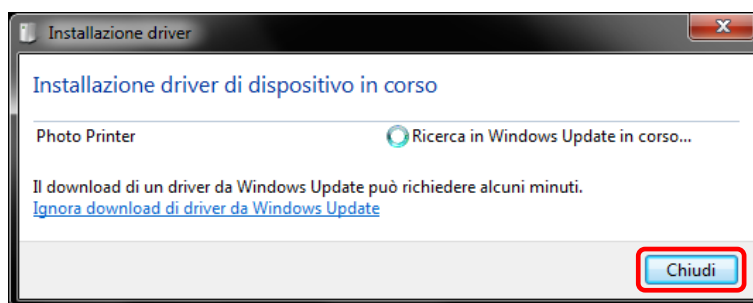 Installazione driver
Installazione driver di dispositivo in corso
Photo Printer Ricerca in Windows Update in corso...
Il download di un driver da Windows Update può richiedere alcuni minuti.
Ignora download di driver da Windows Update
Chiudi